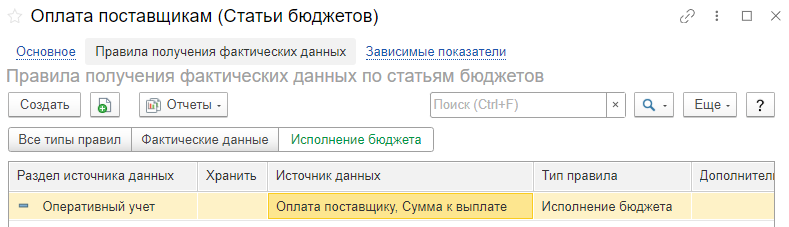 Оплата поставщикам (Статьи бюджетов)
Основное Правила получения фактических данных Зависимые показатели
Правила получения фактических данных по статьям бюджетов
Создать Отчеты Поиск (Ctrl+F) × Еще ?
Все типы правил Фактические данные Исполнение бюджета
Раздел источника данных Хранить Источник данных Тип правила Дополнитель
Оперативный учет Оплата поставщику, Сумма к выплате Исполнение бюджета